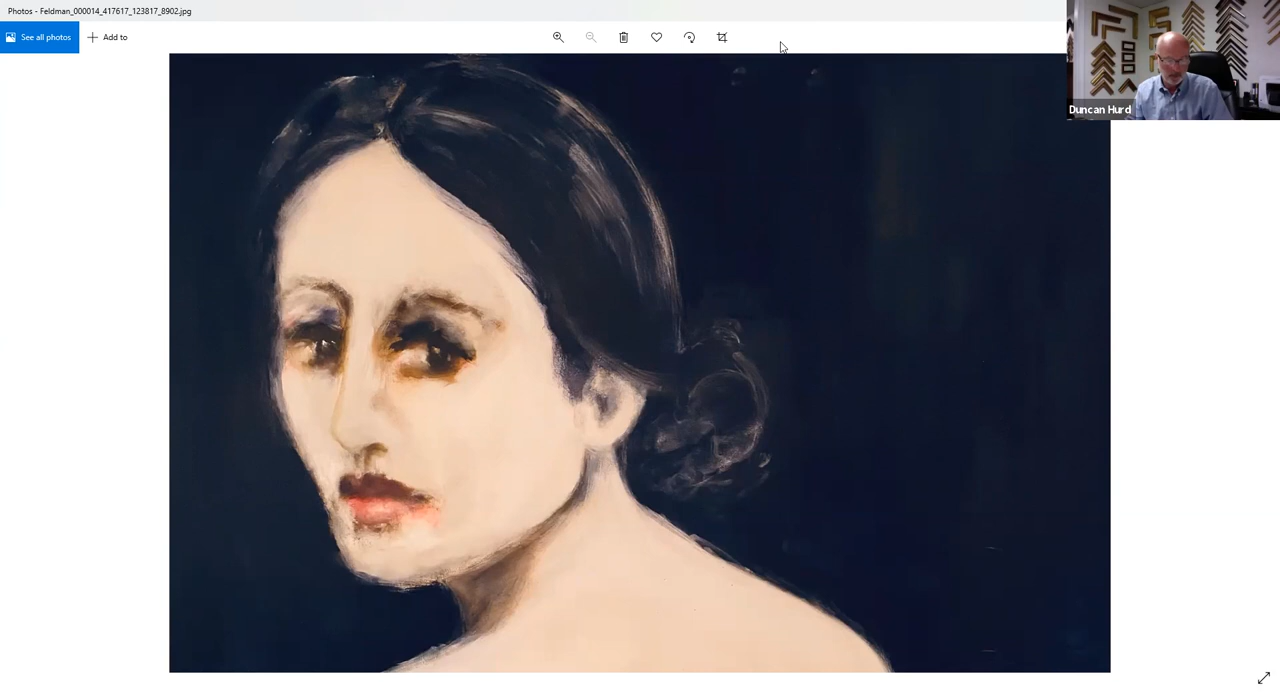 Photos - Feldman_000014_417617_123817_8902.jpg
See all photos
Add to
Duncan Hurd